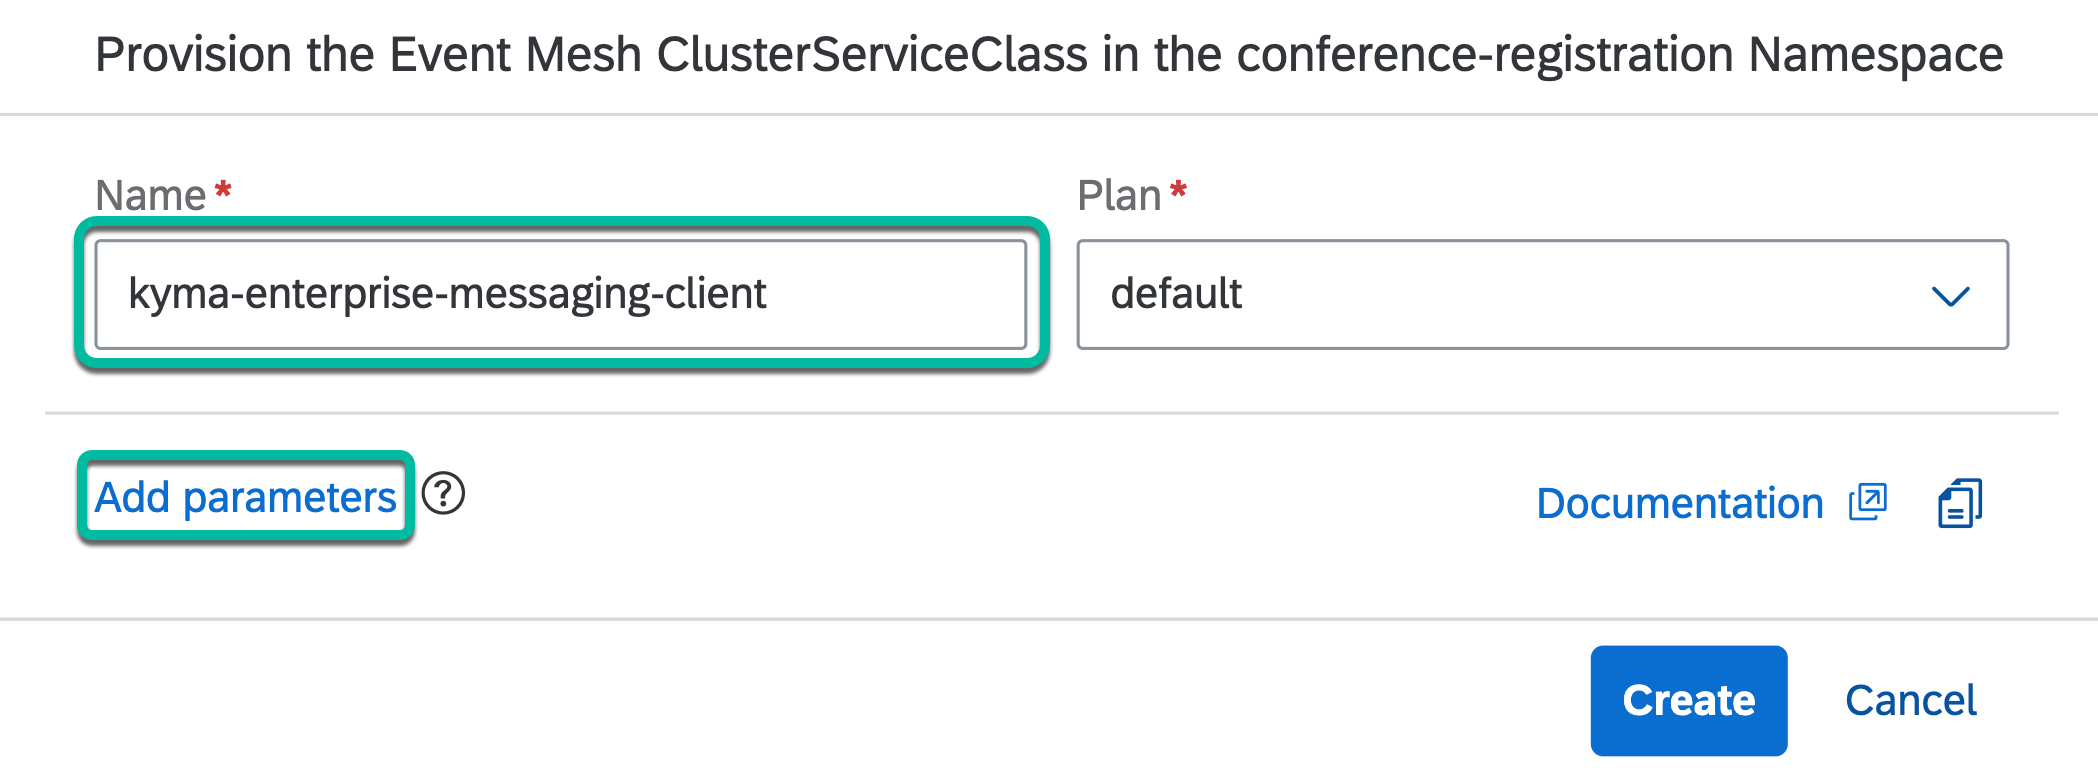 Provision the Event Mesh ClusterServiceClass in the conference-registration Namespace
Name *
Plan *
kyma-enterprise-messaging-client
default
Add parameters ?
Documentation
Create
Cancel